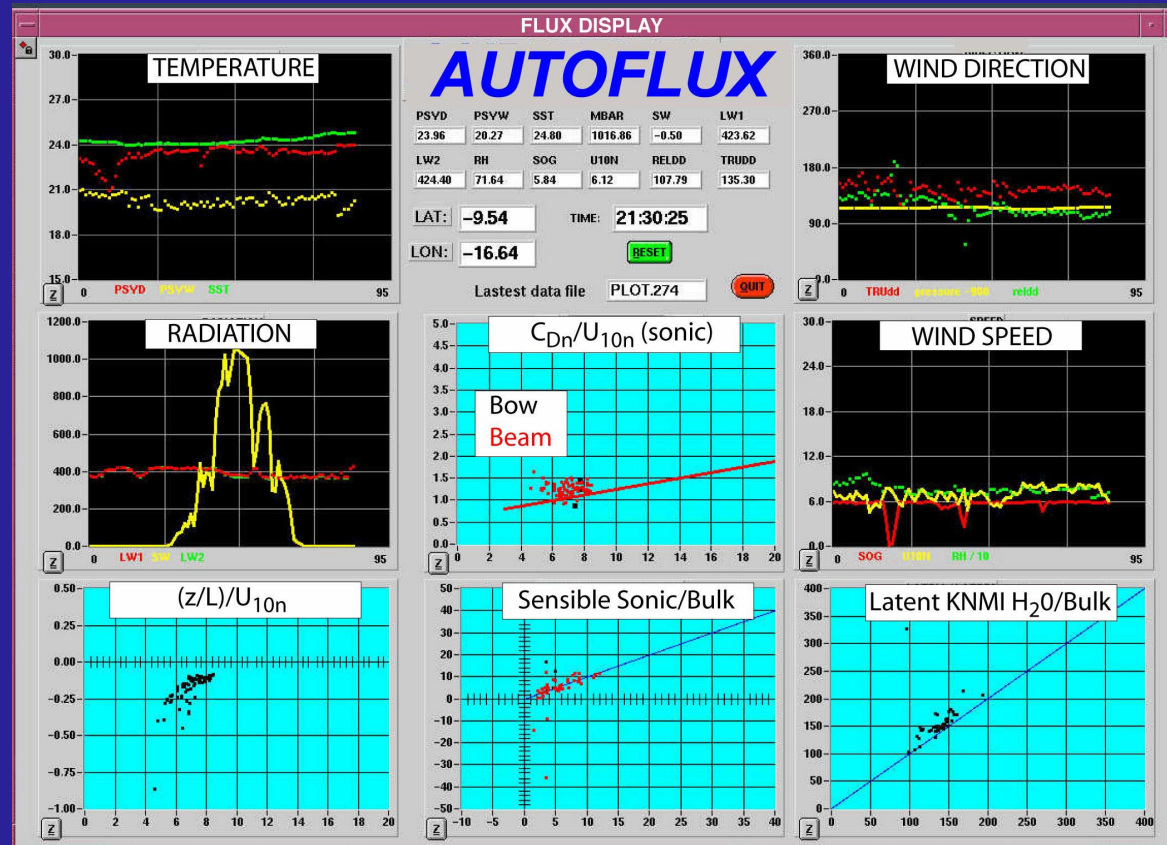 FLUX DISPLAY
TEMPERATURE
30.0
27.0
24.0
21.0
18.0
15.0
Z
0 PSYD PSYW SST 95
AUTOFLUX
PSYD PSYW SST MBAR SW LW1
23.96 20.27 24.80 1016.86 -0.50 423.62
LW2 RH SOG U10N RELDD TRUDD
424.40 71.64 5.84 6.12 107.79 135.30
LAT: -9.54 TIME: 21:30:25
LON: -16.64 RESET
Lastest data file PLOT.274 QUIT
WIND DIRECTION
360.0
270.0
180.0
90.0
0.0
Z
0 TRUdd pressure -900 reldd 95
RADIATION
1200.0
1000.0
800.0
600.0
400.0
200.0
0.0
Z
0 LW1 SW LW2 95
C_Dn/U_10n (sonic)
Bow
Beam
5.0
4.5
4.0
3.5
3.0
2.5
2.0
1.5
1.0
0.5
0.0
Z
0 2 4 6 8 10 12 14 16 18 20
WIND SPEED
30.0
24.0
18.0
12.0
6.0
0.0
Z
0 SOG U10N RH / 10 95
(z/L)/U_10n
0.50
0.25
0.00
-0.25
-0.50
-0.75
-1.00
Z
0 2 4 6 8 10 12 14 16 18 20
Sensible Sonic/Bulk
50
40
30
20
10
0
-10
-20
-30
-40
-50
Z
-10 -5 0 5 10 15 20 25 30 35 40
Latent KNMI H_20/Bulk
400
350
300
250
200
150
100
50
0
Z
0 50 100 150 200 250 300 350 400